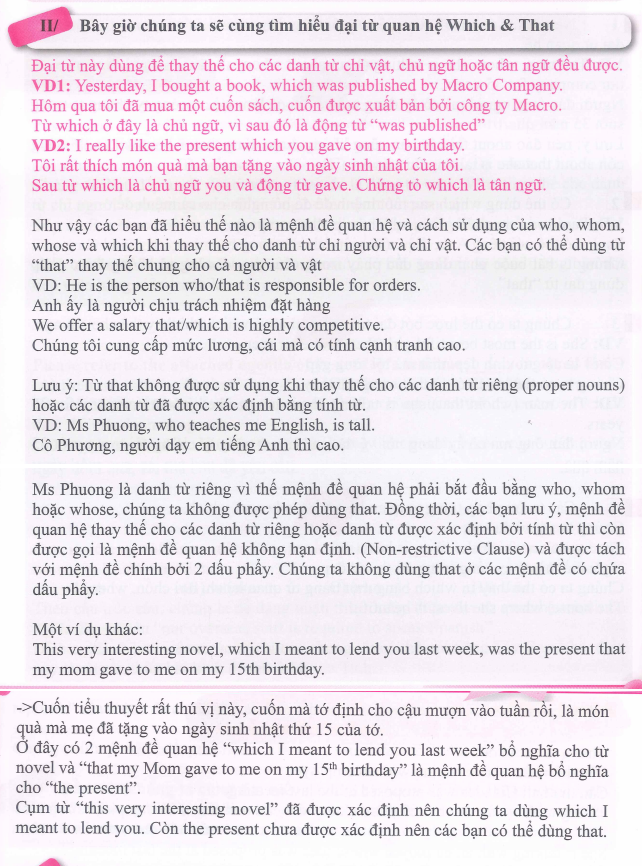 II/ Bây giờ chúng ta sẽ cùng tìm hiểu đại từ quan hệ Which & That
Đại từ này dùng để thay thế cho các danh từ chỉ vật, chủ ngữ hoặc tân ngữ đều được.
VD1: Yesterday, I bought a book, which was published by Macro Company.
Hôm qua tôi đã mua một cuốn sách, cuốn được xuất bản bởi công ty Macro.
Từ which ở đây là chủ ngữ, vì sau đó là động từ “was published”
VD2: I really like the present which you gave on my birthday.
Tôi rất thích món quà mà bạn tặng vào ngày sinh nhật của tôi.
Sau từ which là chủ ngữ you và động từ gave. Chứng tỏ which là tân ngữ.
Như vậy các bạn đã hiểu thế nào là mệnh đề quan hệ và cách sử dụng của who, whom,
whose và which khi thay thế cho danh từ chỉ người và chỉ vật. Các bạn có thể dùng từ
“that” thay thế chung cho cả người và vật
VD: He is the person who/that is responsible for orders.
Anh ấy là người chịu trách nhiệm đặt hàng
We offer a salary that/which is highly competitive.
Chúng tôi cung cấp mức lương, cái mà có tính cạnh tranh cao.
Lưu ý: Từ that không được sử dụng khi thay thế cho các danh từ riêng (proper nouns)
hoặc các danh từ đã được xác định bằng tính từ.
VD: Ms Phuong, who teaches me English, is tall.
Cô Phương, người dạy em tiếng Anh thì cao.
Ms Phuong là danh từ riêng vì thế mệnh đề quan hệ phải bắt đầu bằng who, whom
hoặc whose, chúng ta không được phép dùng that. Đồng thời, các bạn lưu ý, mệnh đề
quan hệ thay thế cho các danh từ riêng hoặc danh từ được xác định bởi tính từ thì còn
được gọi là mệnh đề quan hệ không hạn định. (Non-restrictive Clause) và được tách
với mệnh đề chính bởi 2 dấu phẩy. Chúng ta không dùng that ở các mệnh đề có chứa
dấu phẩy.
Một ví dụ khác:
This very interesting novel, which I meant to lend you last week, was the present that
my mom gave to me on my 15th birthday.
->Cuốn tiểu thuyết rất thú vị này, cuốn mà tớ định cho cậu mượn vào tuần rồi, là món
quà mà mẹ đã tặng vào ngày sinh nhật thứ 15 của tớ.
Ở đây có 2 mệnh đề quan hệ “which I meant to lend you last week” bổ nghĩa cho từ
novel và “that my Mom gave to me on my 15th birthday” là mệnh đề quan hệ bổ nghĩa
cho “the present”.
Cụm từ “this very interesting novel” đã được xác định nên chúng ta dùng which I
meant to lend you. Còn the present chưa được xác định nên các bạn có thể dùng that.